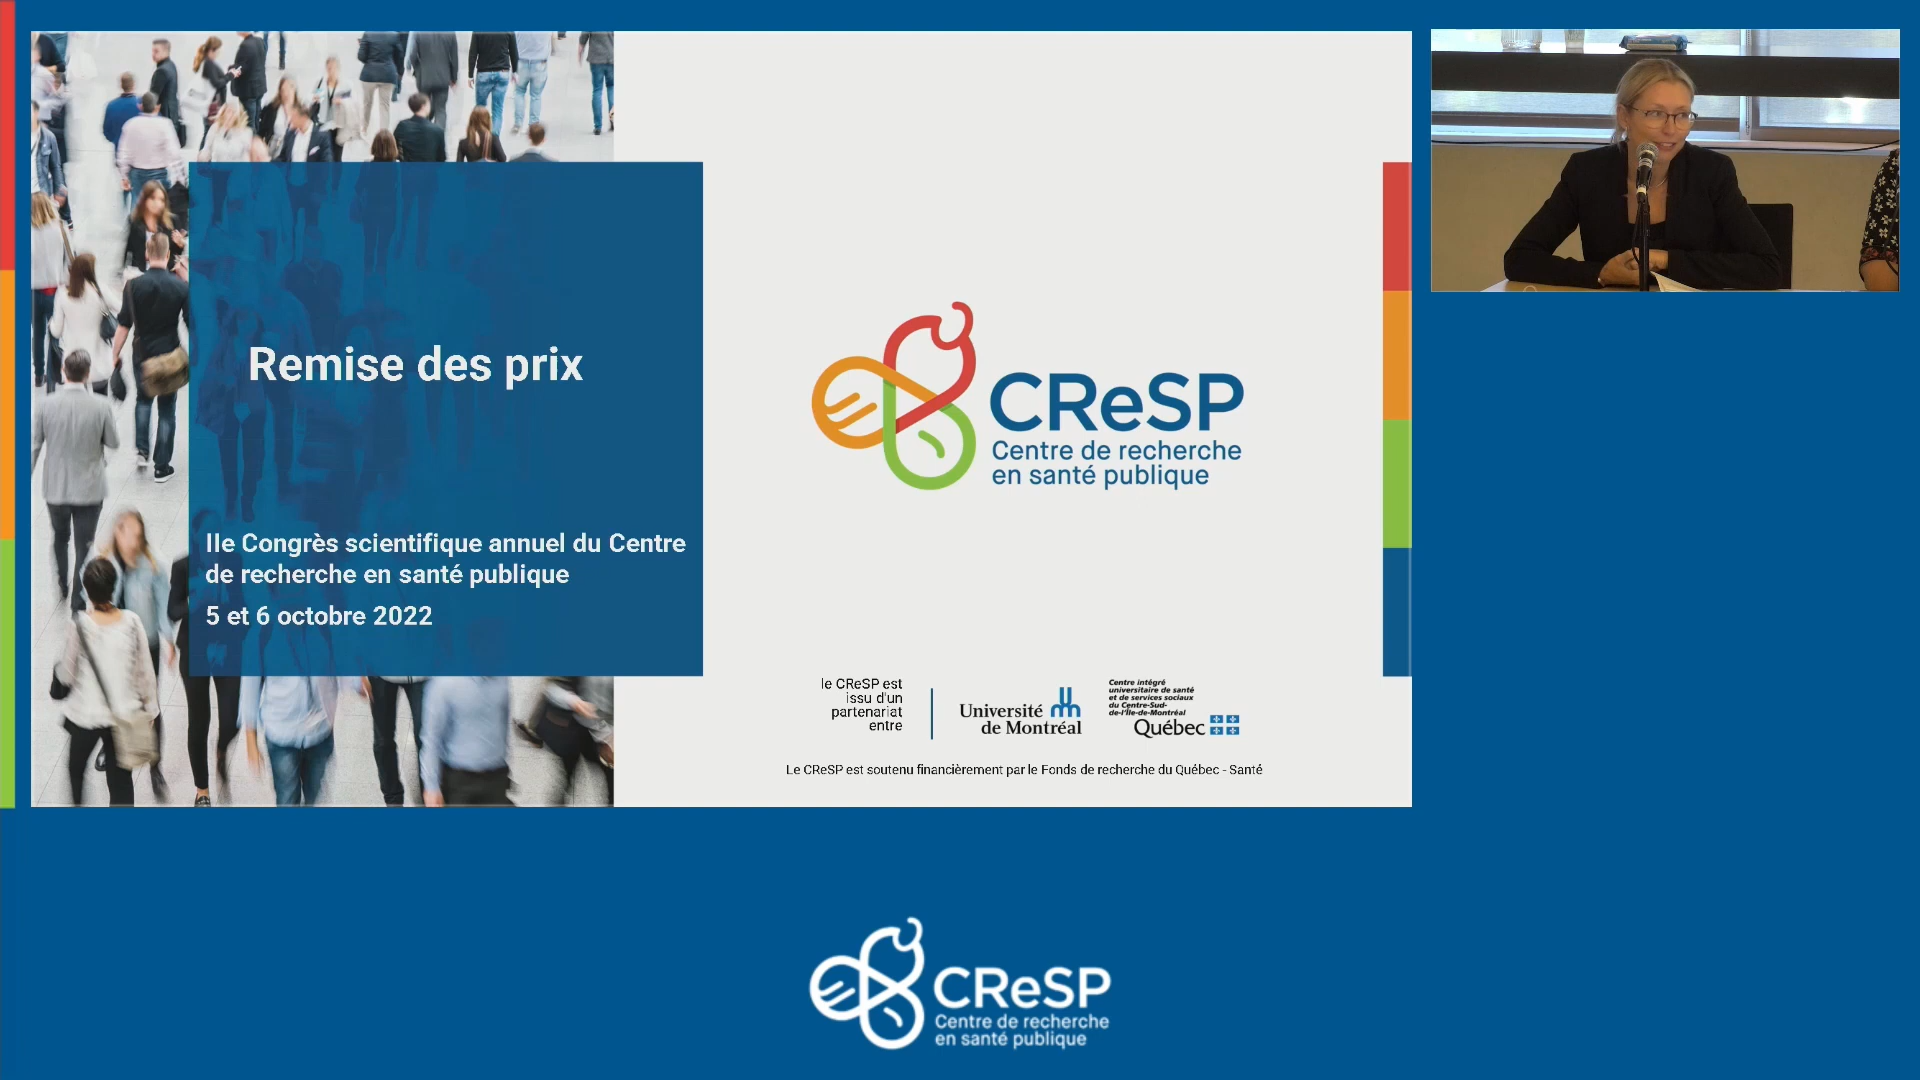 Remise des prix
IIe Congrès scientifique annuel du Centre
de recherche en santé publique
5 et 6 octobre 2022
CReSP
Centre de recherche
en santé publique
le CReSP est
issu d'un
partenariat
entre
Université
de Montréal
Centre intégré
universitaire de santé
et de services sociaux
du Centre-Sud-
de-l'Île-de-Montréal
Québec
Le CReSP est soutenu financièrement par le Fonds de recherche du Québec - Santé
CReSP
Centre de recherche
en santé publique